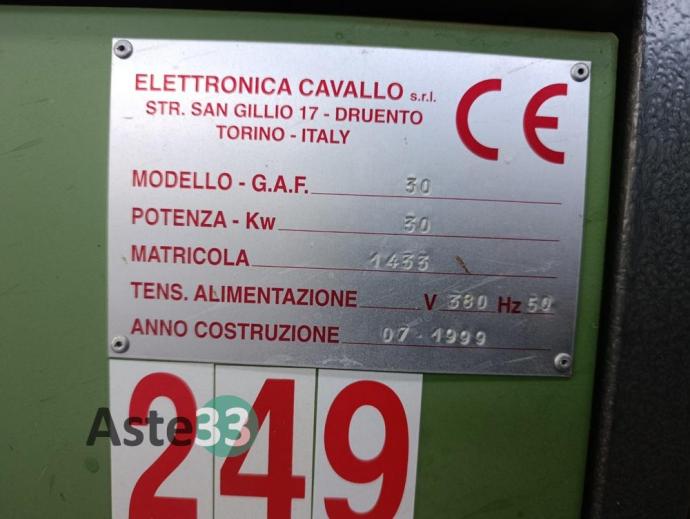 ELETTRONICA CAVALLO s.r.l.
STR. SAN GILLIO 17 - DRUENTO
TORINO - ITALY
CE
MODELLO - G.A.F. 30
POTENZA - Kw 30
MATRICOLA 1433
TENS. ALIMENTAZIONE V 380 Hz 50
ANNO COSTRUZIONE 07-1999
249
Aste33